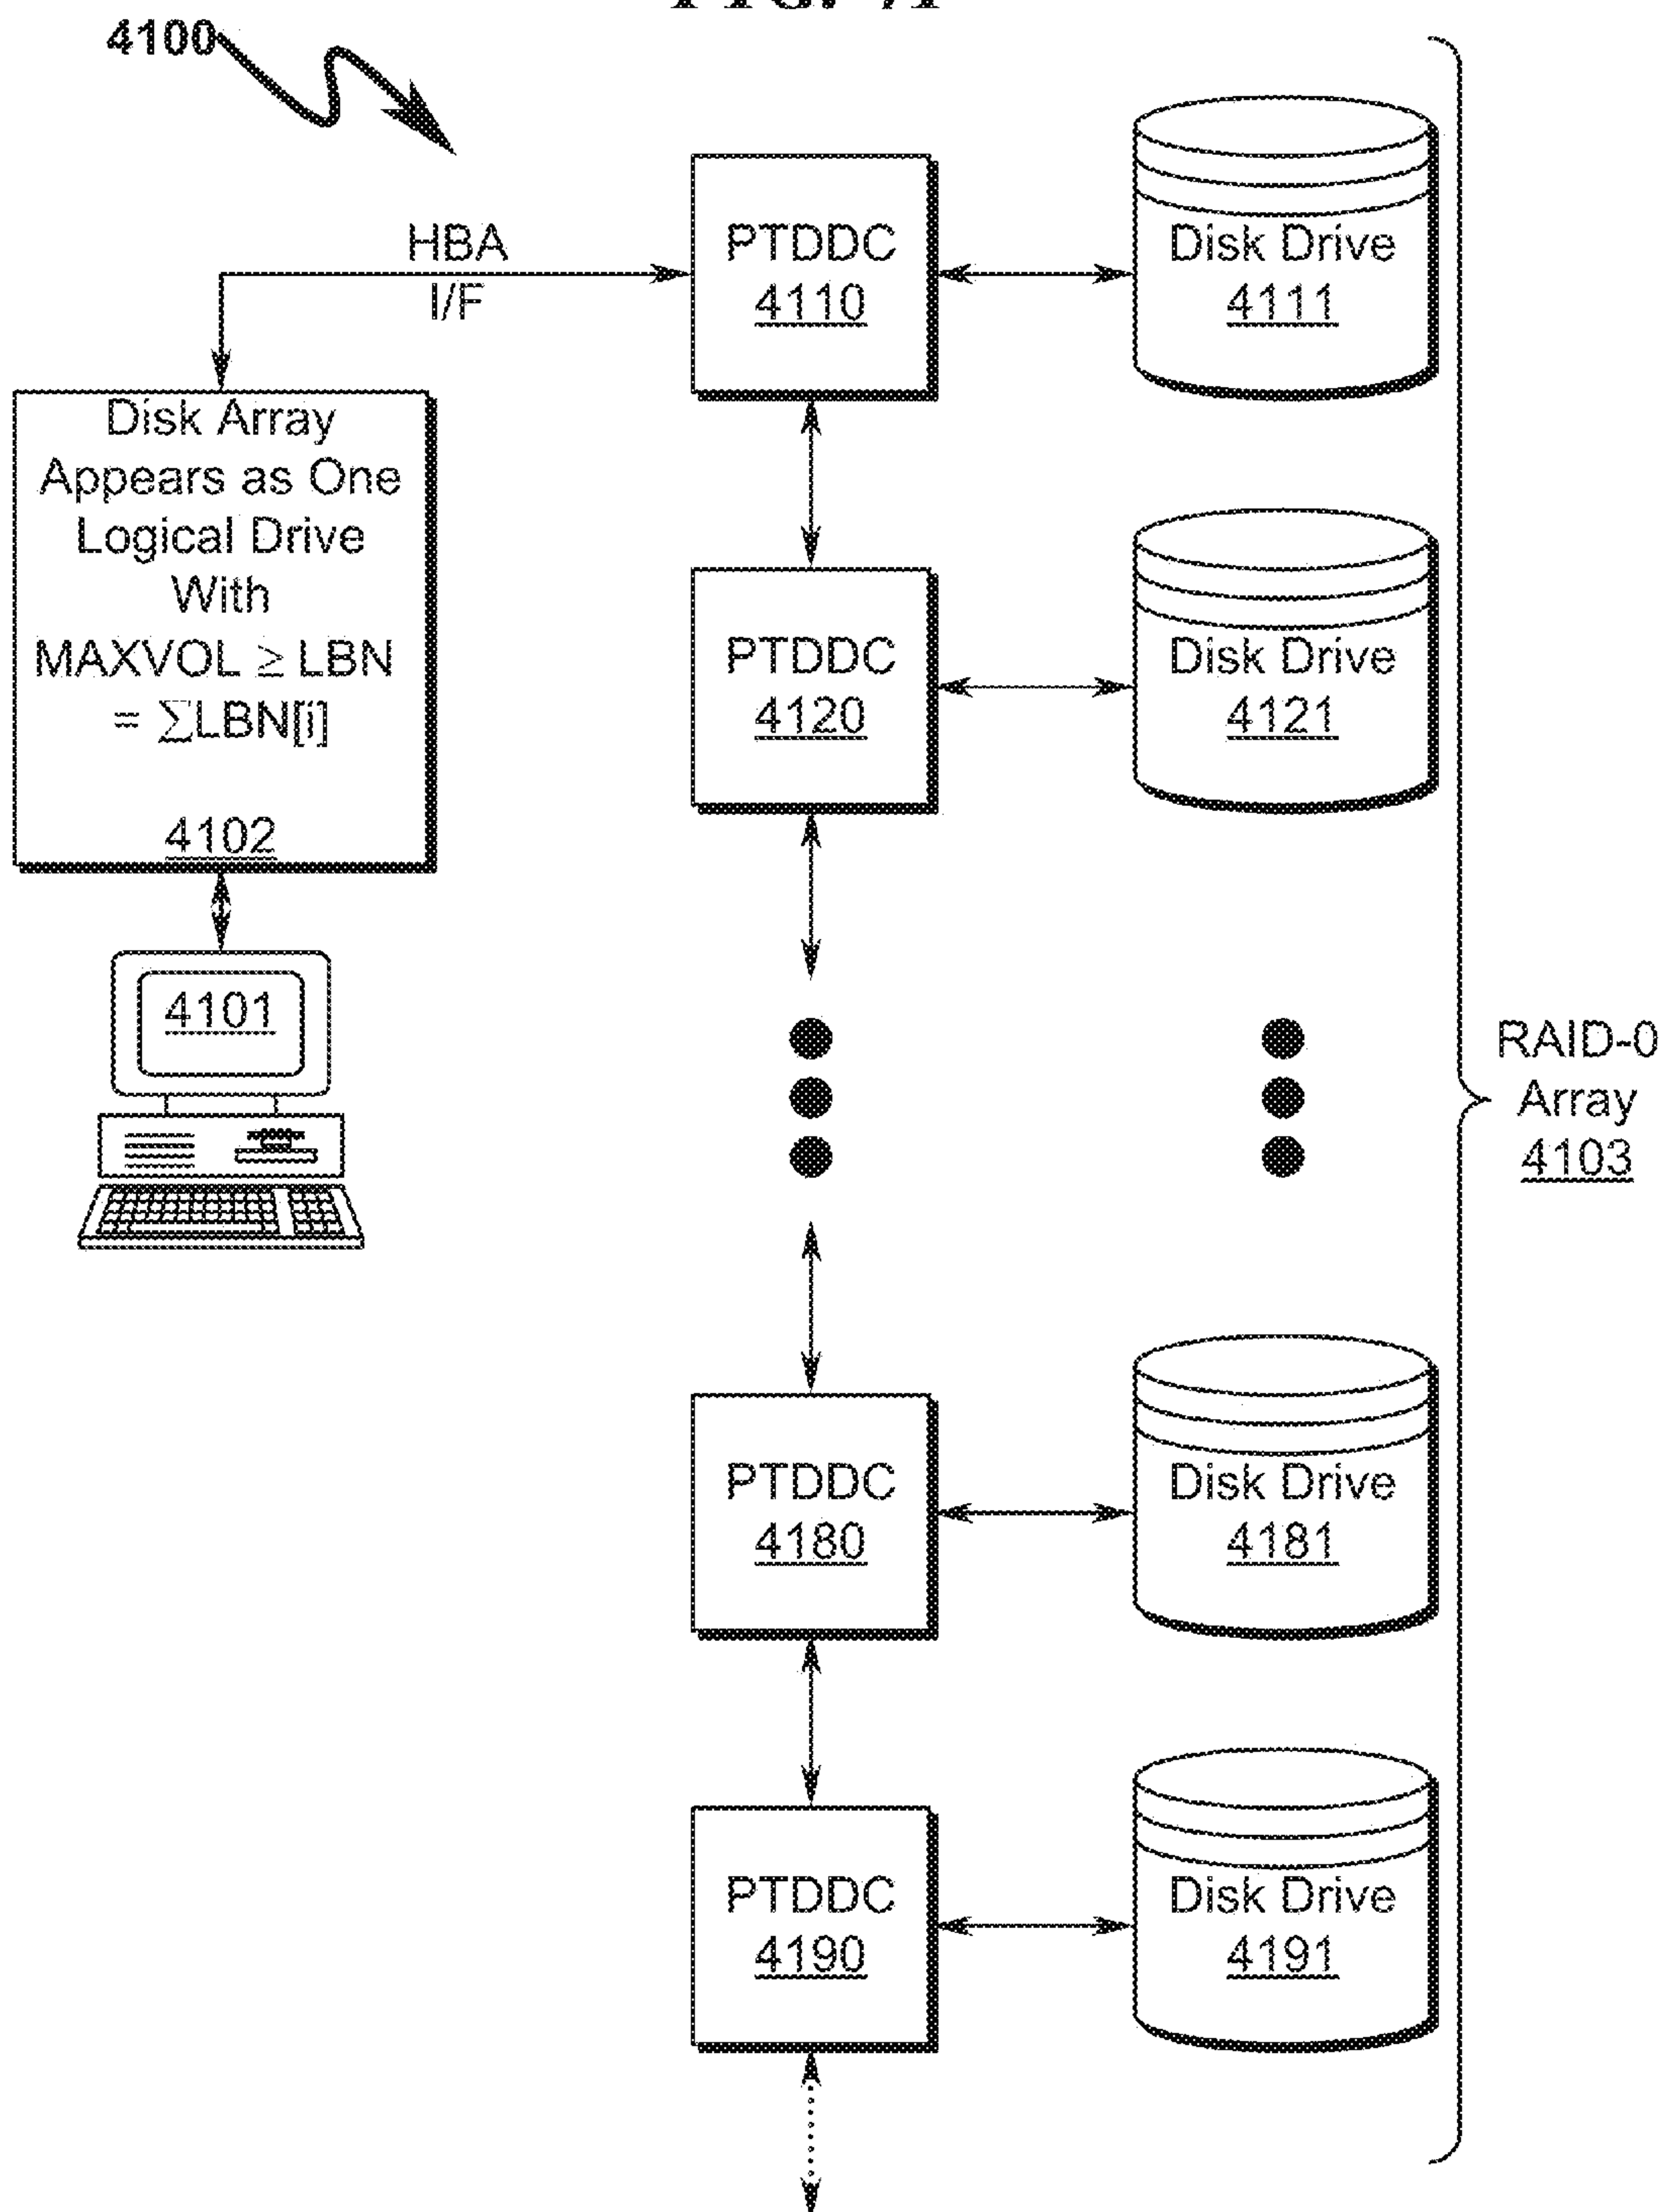 4100
HBA
I/F
PTDDC
4110
Disk Drive
4111
Disk Array
Appears as One
Logical Drive
With
MAXVOL ≥ LBN
= ∑LBN[i]
4102
PTDDC
4120
Disk Drive
4121
4101
RAID-0
Array
4103
PTDDC
4180
Disk Drive
4181
PTDDC
4190
Disk Drive
4191